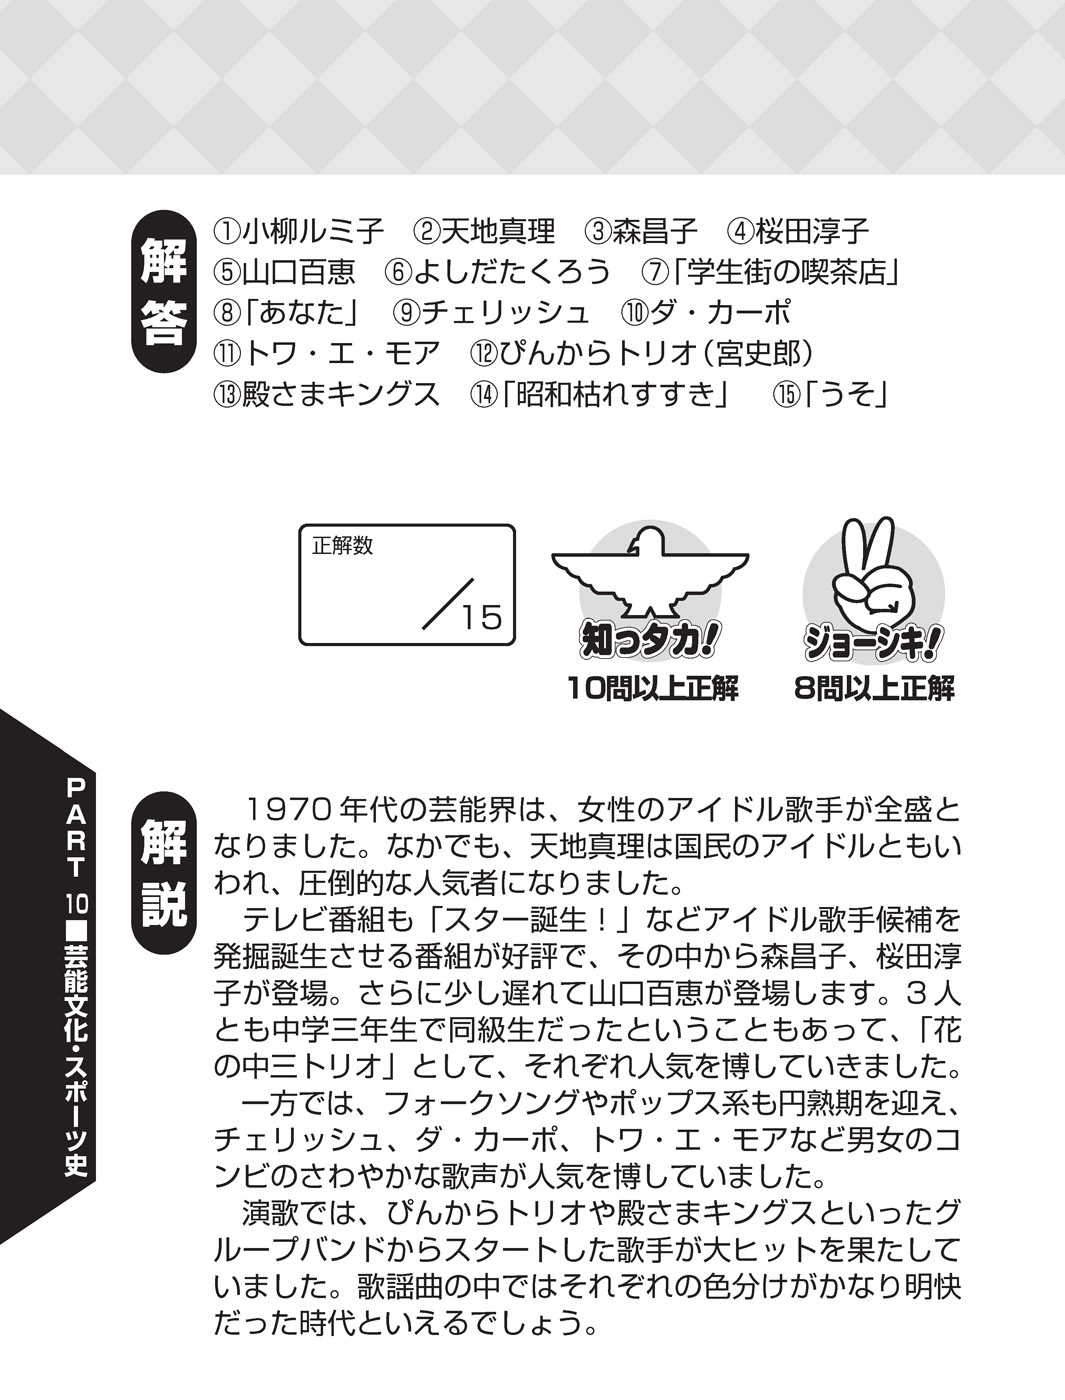 解答
①小柳ルミ子　②天地真理　③森昌子　④桜田淳子
⑤山口百恵　⑥よしだたくろう　⑦「学生街の喫茶店」
⑧「あなた」　⑨チェリッシュ　⑩ダ・カーポ
⑪トワ・エ・モア　⑫ぴんからトリオ（宮史郎）
⑬殿さまキングス　⑭「昭和枯れすすき」　⑮「うそ」
正解数
／15
知っタカ！
10問以上正解
ジョーシキ！
8問以上正解
PART 10■芸能文化・スポーツ史
解説
　1970年代の芸能界は、女性のアイドル歌手が全盛と
なりました。なかでも、天地真理は国民のアイドルともい
われ、圧倒的な人気者になりました。
　テレビ番組も「スター誕生！」などアイドル歌手候補を
発掘誕生させる番組が好評で、その中から森昌子、桜田淳
子が登場。さらに少し遅れて山口百恵が登場します。3人
とも中学三年生で同級生だったということもあって、「花
の中三トリオ」として、それぞれ人気を博していきました。
　一方では、フォークソングやポップス系も円熟期を迎え、
チェリッシュ、ダ・カーポ、トワ・エ・モアなど男女のコ
ンビのさわやかな歌声が人気を博していました。
　演歌では、ぴんからトリオや殿さまキングスといったグ
ループバンドからスタートした歌手が大ヒットを果たして
いました。歌謡曲の中ではそれぞれの色分けがかなり明快
だった時代といえるでしょう。